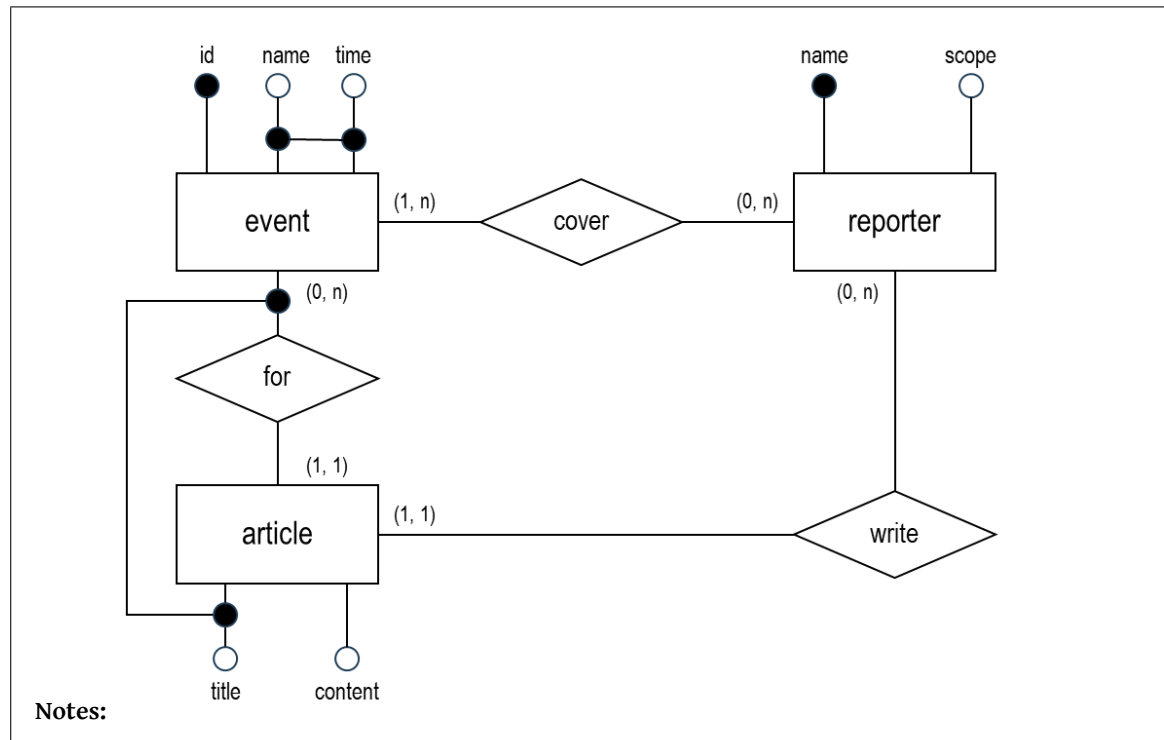 id name time name scope
event (1, n) cover (0, n) reporter
(0, n) (0, n)
for
(1, 1)
article (1, 1) write
title content
Notes: